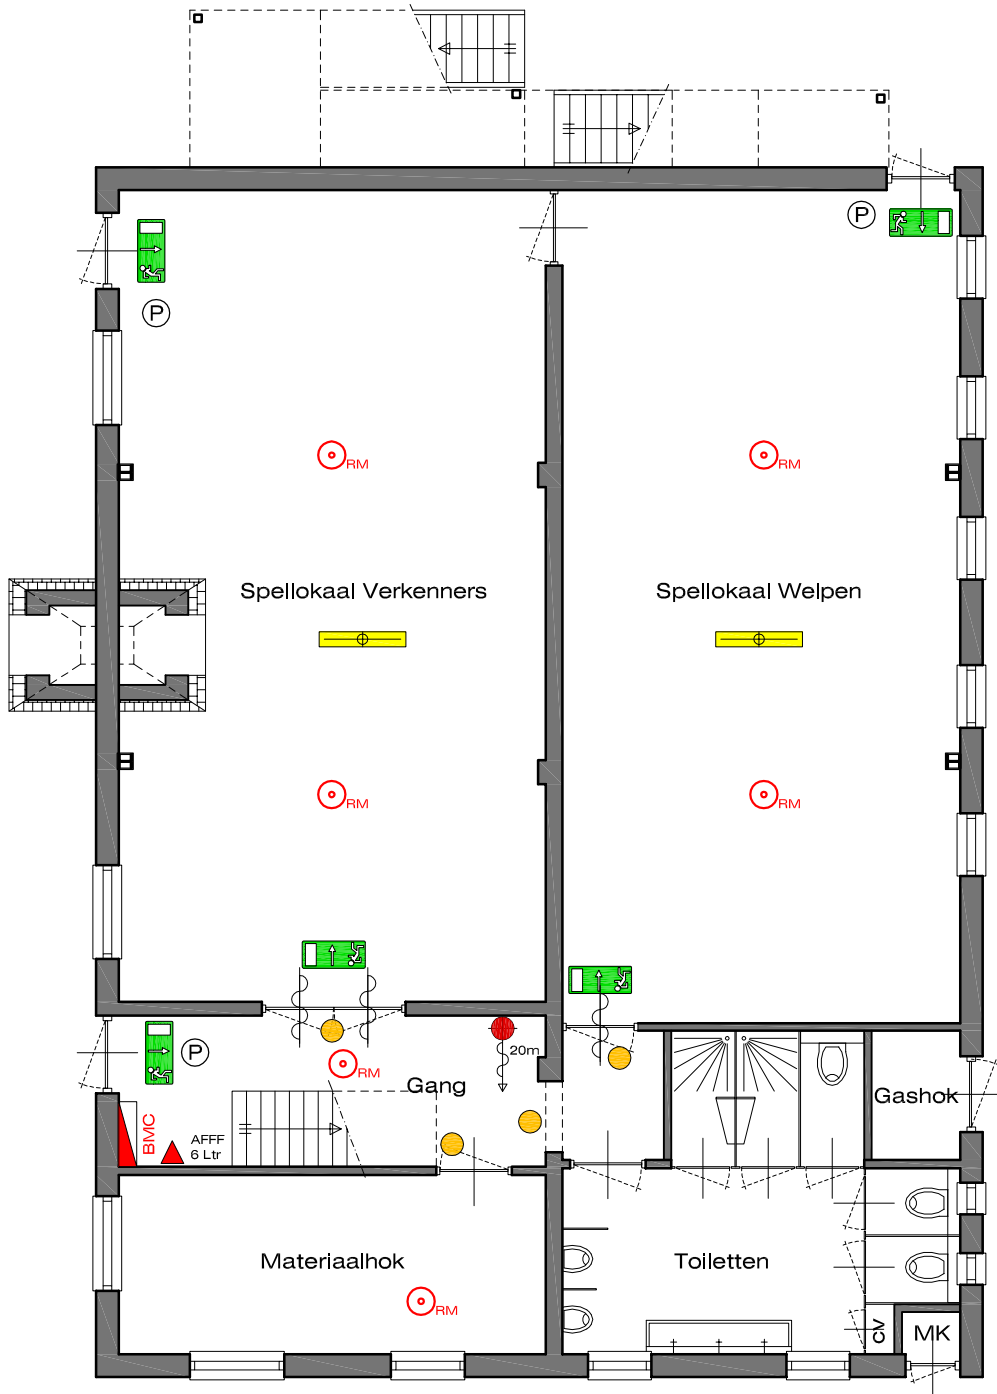 P
P
RM
RM
Spellokaal Verkenners
Spellokaal Welpen
RM
RM
P
20m
RM
Gang
Gashok
BMC
AFFF
6 Ltr
Materiaalhok
Toiletten
RM
CV
MK